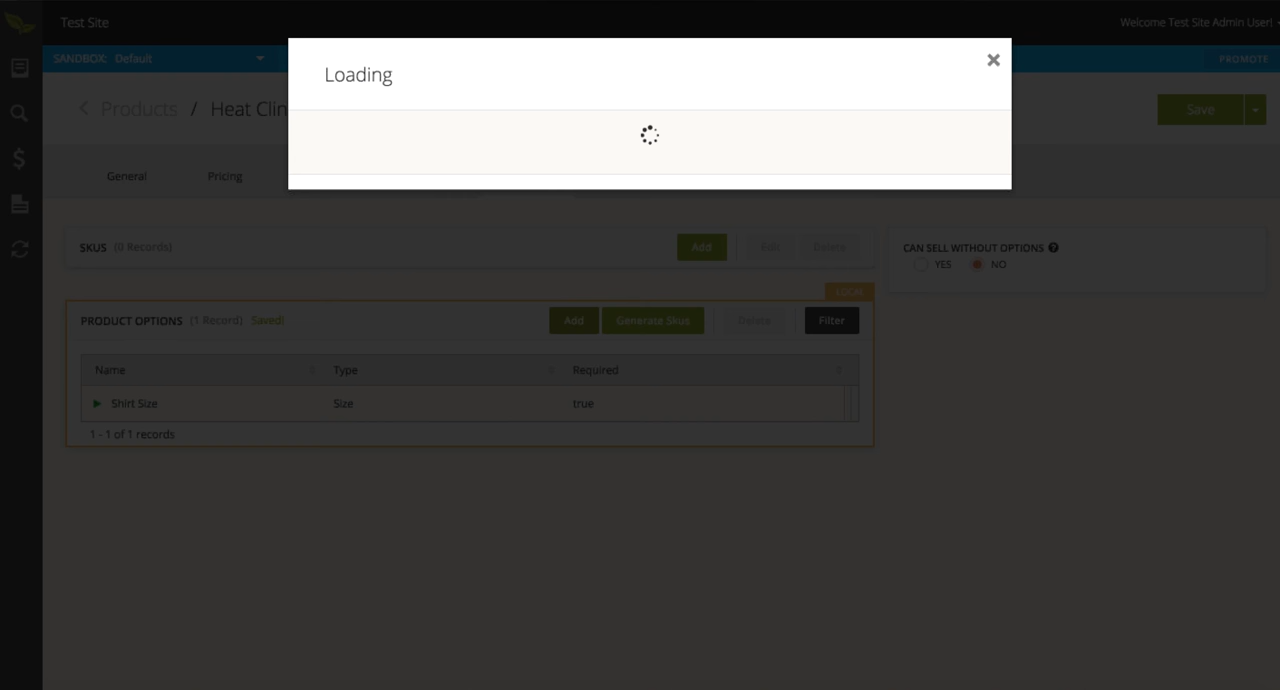 Test Site
Welcome Test Site Admin User!
SANDBOX: Default
PROMOTE
Loading
Products / Heat Clin
Save
General
Pricing
SKUS (0 Records)
Add
Edit
Delete
CAN SELL WITHOUT OPTIONS
YES
NO
LOCAL
PRODUCT OPTIONS (1 Record) Saved!
Add
Generate Skus
Delete
Filter
Name
Type
Required
Shirt Size
Size
true
1 - 1 of 1 records